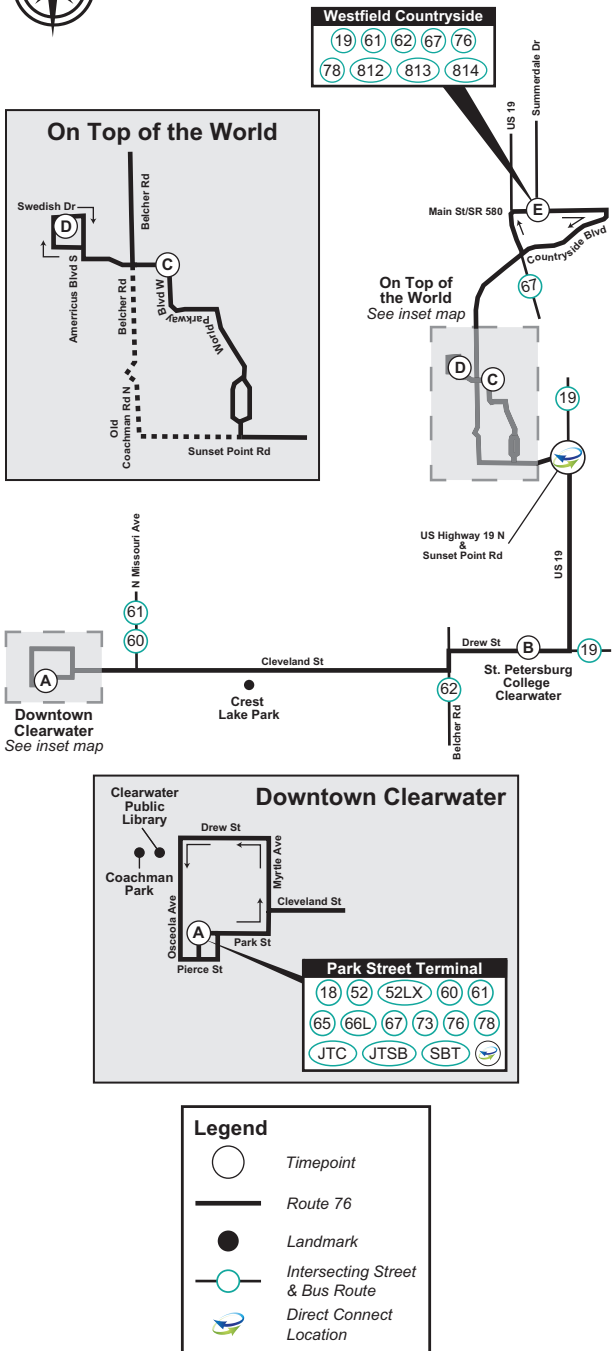 Westfield Countryside
19 61 62 67 76
78 812 813 814
US 19
Summerdale Dr
Main St/SR 580
E
Countryside Blvd
67
On Top of the World
Swedish Dr
D
Belcher Rd
C
Americus Blvd S
Belcher Rd
Blvd W
World Parkway
Old
Coachman Rd N
Sunset Point Rd
On Top of
the World
See inset map
D
C
19
US Highway 19 N
&
Sunset Point Rd
US 19
N Missouri Ave
61
60
A
Downtown
Clearwater
See inset map
Cleveland St
Crest
Lake Park
62
Belcher Rd
Drew St
B
19
St. Petersburg
College
Clearwater
Downtown Clearwater
Clearwater
Public
Library
Coachman
Park
Drew St
Myrtle Ave
Cleveland St
Osceola Ave
A
Park St
Pierce St
Park Street Terminal
18 52 52LX 60 61
65 66L 67 73 76 78
JTC JTSB SBT
Legend
Timepoint
Route 76
Landmark
Intersecting Street
& Bus Route
Direct Connect
Location